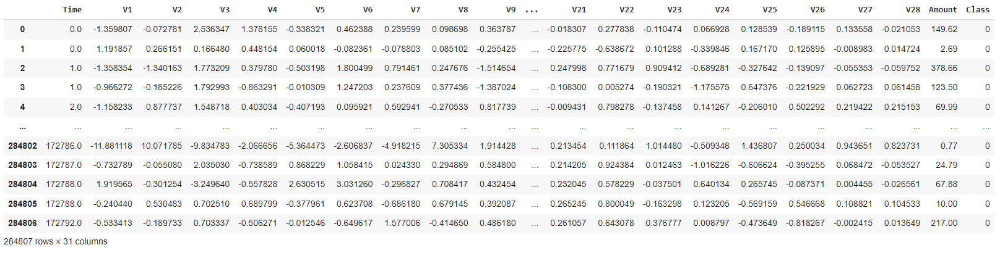 Time V1 V2 V3 V4 V5 V6 V7 V8 V9 ... V21 V22 V23 V24 V25 V26 V27 V28 Amount Class
0 0.0 -1.359807 -0.072781 2.536347 1.378155 -0.338321 0.462388 0.239599 0.098698 0.363787 ... -0.018307 0.277838 -0.110474 0.066928 0.128539 -0.189115 0.133558 -0.021053 149.62 0
1 0.0 1.191857 0.266151 0.166480 0.448154 0.060018 -0.082361 -0.078803 0.085102 -0.255425 ... -0.225775 -0.638672 0.101288 -0.339846 0.167170 0.125895 -0.008983 0.014724 2.69 0
2 1.0 -1.358354 -1.340163 1.773209 0.379780 -0.503198 1.800499 0.791461 0.247676 -1.514654 ... 0.247998 0.771679 0.909412 -0.689281 -0.327642 -0.139097 -0.055353 -0.059752 378.66 0
3 1.0 -0.966272 -0.185226 1.792993 -0.863291 -0.010309 1.247203 0.237609 0.377436 -1.387024 ... -0.108300 0.005274 -0.190321 -1.175575 0.647376 -0.221929 0.062723 0.061458 123.50 0
4 2.0 -1.158233 0.877737 1.548718 0.403034 -0.407193 0.095921 0.592941 -0.270533 0.817739 ... -0.009431 0.798278 -0.137458 0.141267 -0.206010 0.502292 0.219422 0.215153 69.99 0
... ... ... ... ... ... ... ... ... ... ... ... ... ... ... ... ... ... ... ... ... ...
284802 172786.0 -11.881118 10.071785 -9.834783 -2.066656 -5.364473 -2.606837 -4.918215 7.305334 1.914428 ... 0.213454 0.111864 1.014480 -0.509348 1.436807 0.250034 0.943651 0.823731 0.77 0
284803 172787.0 -0.732789 -0.055080 2.035030 -0.738589 0.868229 1.058415 0.024330 0.294869 0.584800 ... 0.214205 0.924384 0.012463 -1.016226 -0.606624 -0.395255 0.068472 -0.053527 24.79 0
284804 172788.0 1.919565 -0.301254 -3.249640 -0.557828 2.630515 3.031260 -0.296827 0.708417 0.432454 ... 0.232045 0.578229 -0.037501 0.640134 0.265745 -0.087371 0.004455 -0.026561 67.88 0
284805 172788.0 -0.240440 0.530483 0.702510 0.689799 -0.377961 0.623708 -0.686180 0.679145 0.392087 ... 0.265245 0.800049 -0.163298 0.123205 -0.569159 0.546668 0.108821 0.104533 10.00 0
284806 172792.0 -0.533413 -0.189733 0.703337 -0.506271 -0.012546 -0.649617 1.577006 -0.414650 0.486180 ... 0.261057 0.643078 0.376777 0.008797 -0.473649 -0.818267 -0.002415 0.013649 217.00 0
284807 rows × 31 columns